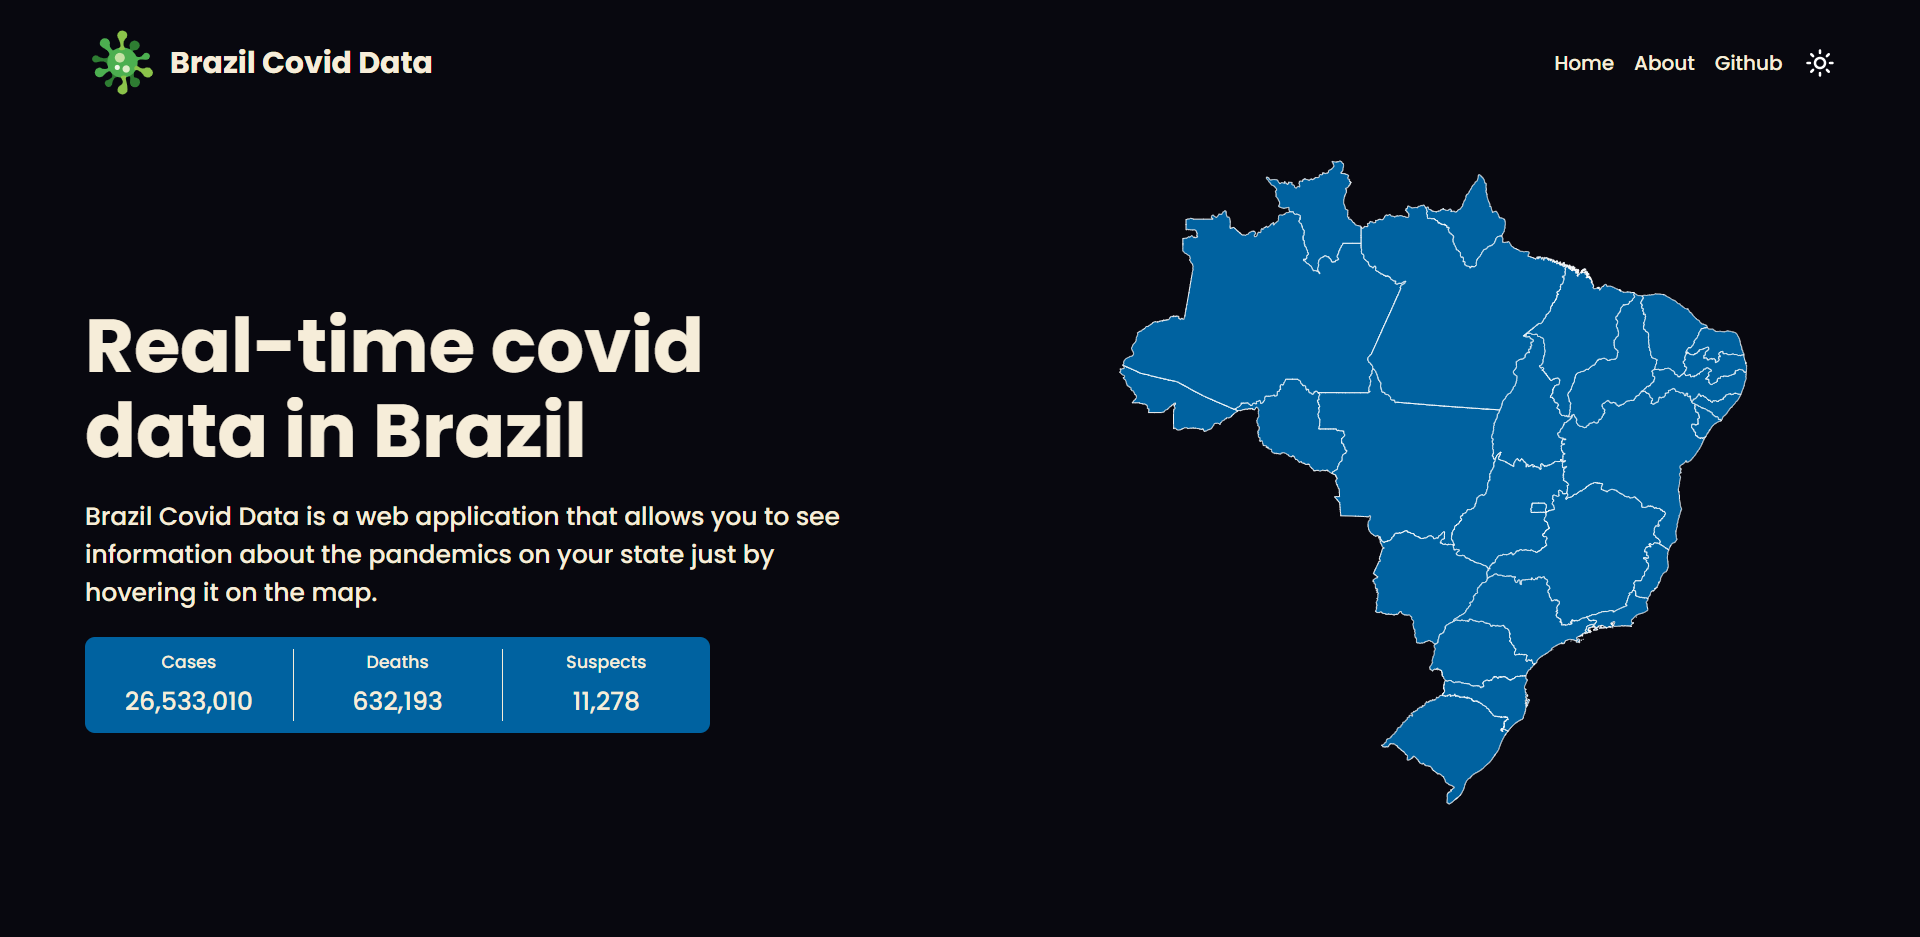 Brazil Covid Data
Home About Github
Real-time covid
data in Brazil
Brazil Covid Data is a web application that allows you to see
information about the pandemics on your state just by
hovering it on the map.
Cases Deaths Suspects
26,533,010 632,193 11,278